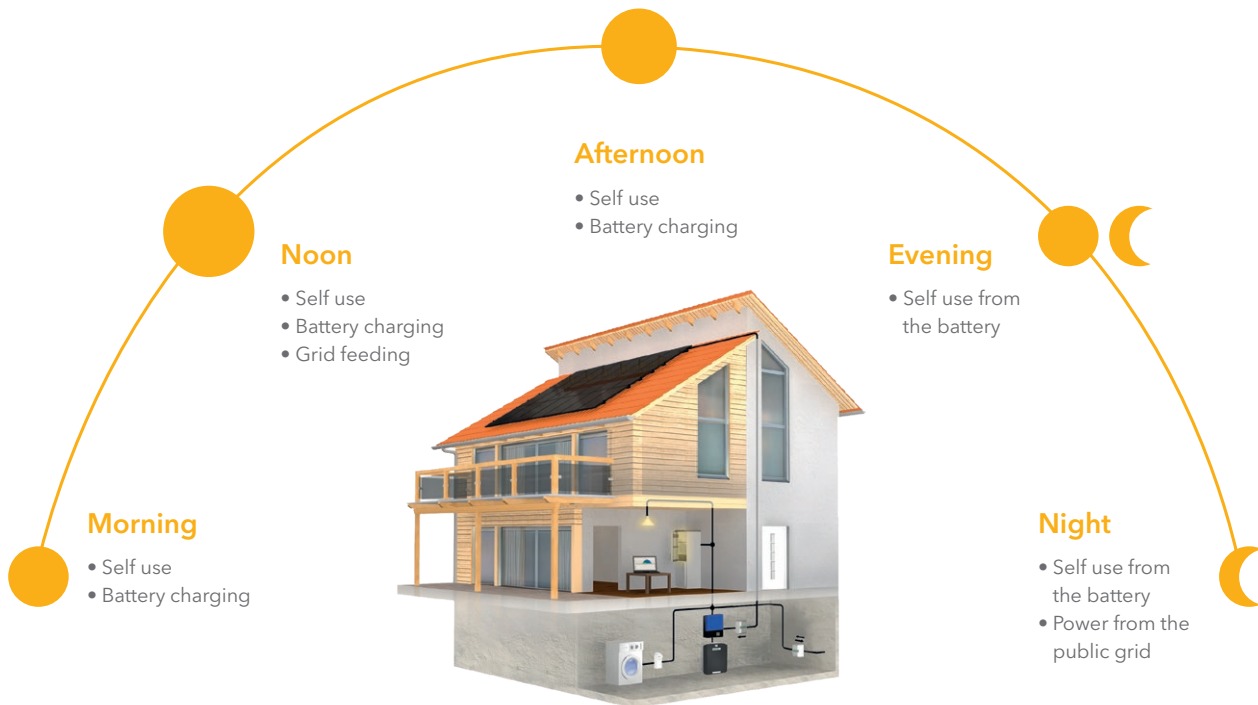 Morning
• Self use
• Battery charging
Noon
• Self use
• Battery charging
• Grid feeding
Afternoon
• Self use
• Battery charging
Evening
• Self use from
the battery
Night
• Self use from
the battery
• Power from the
public grid